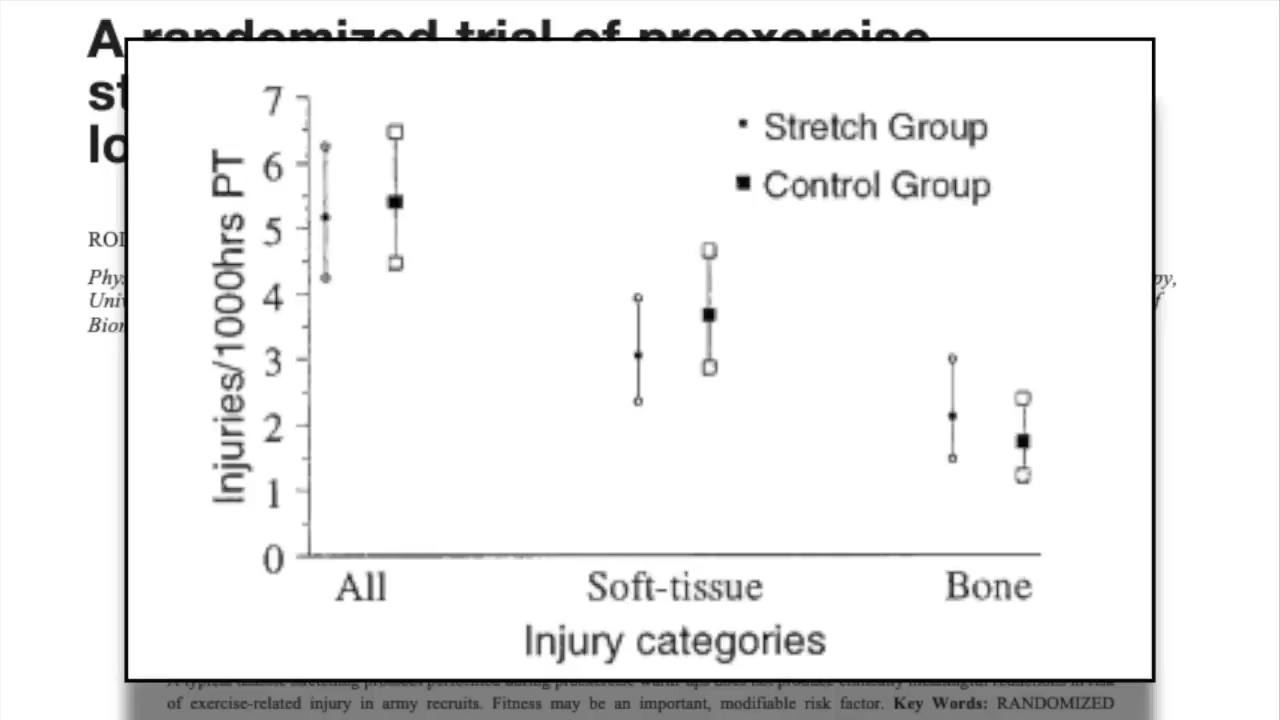 A randomized trial of preexercise
st
lo
7
6
5
4
3
2
1
0
Injuries/1000hrs PT
Stretch Group
Control Group
All
Soft-tissue
Bone
Injury categories
ROI
Phy.
Univ
Bior
py,
f
of exercise-related injury in army recruits. Fitness may be an important, modifiable risk factor. Key Words: RANDOMIZED